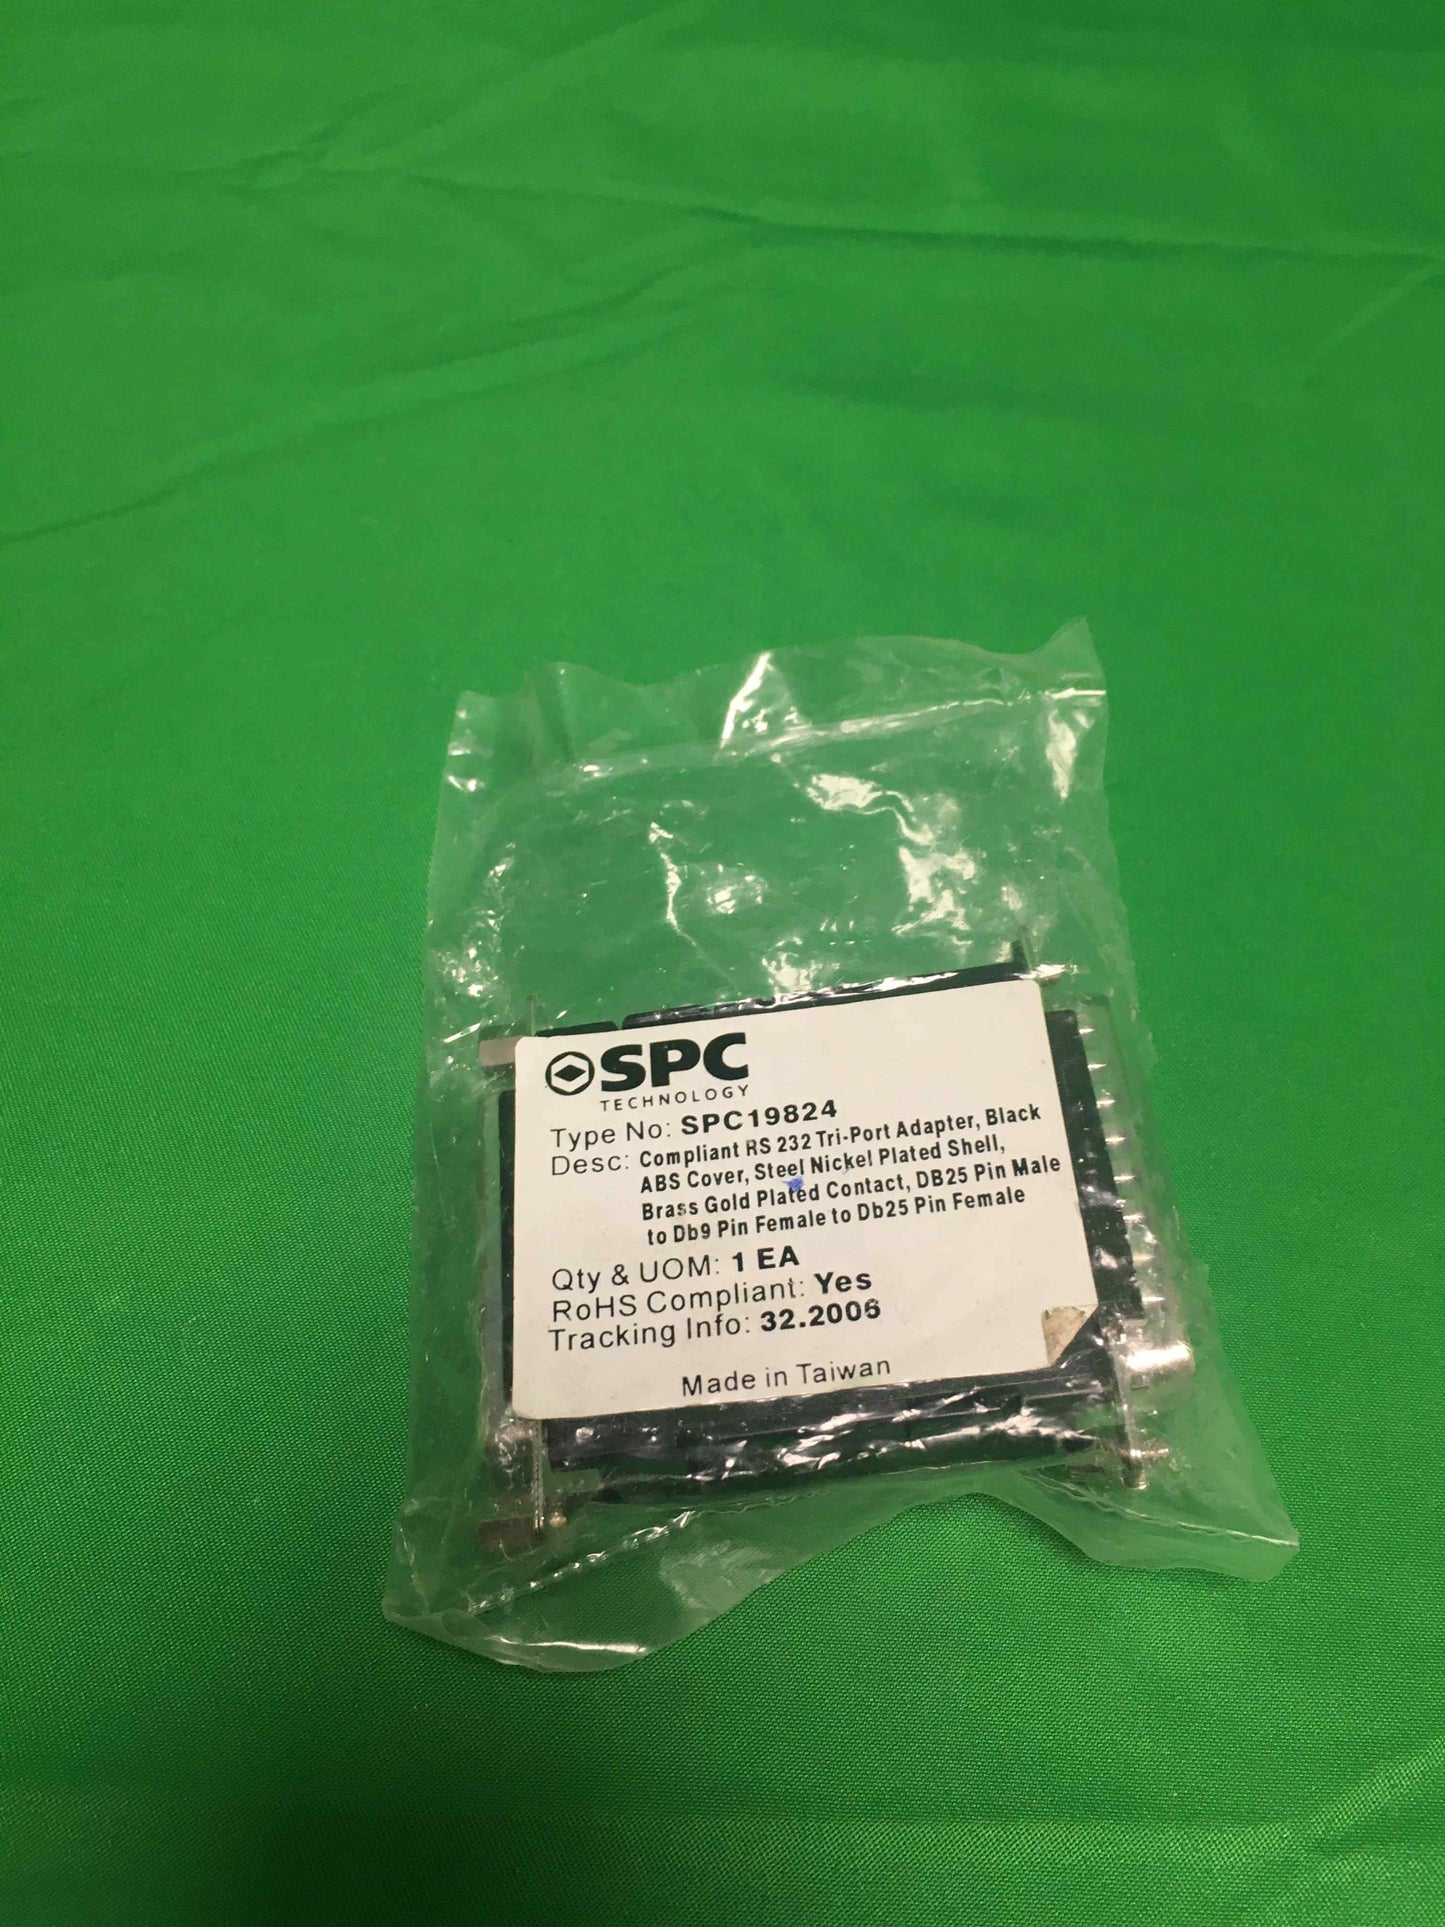 SPC
TECHNOLOGY
Type No: SPC19824
Desc: Compliant RS 232 Tri-Port Adapter, Black
ABS Cover, Steel Nickel Plated Shell,
Brass Gold Plated Contact, DB25 Pin Male
to Db9 Pin Female to Db25 Pin Female
Qty & UOM: 1 EA
RoHS Compliant: Yes
Tracking Info: 32.2006
Made in Taiwan